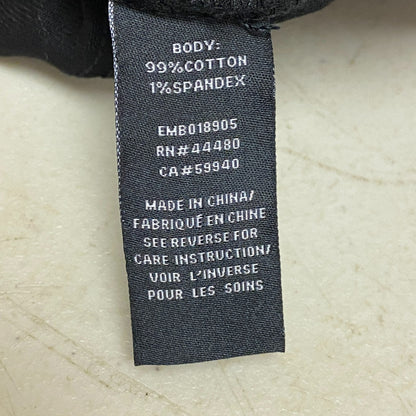 BODY:
99%COTTON
1%SPANDEX
EMB018905
RN#44480
CA#59940
MADE IN CHINA/
FABRIQUÉ EN CHINE
SEE REVERSE FOR
CARE INSTRUCTION/
VOIR L'INVERSE
POUR LES SOINS